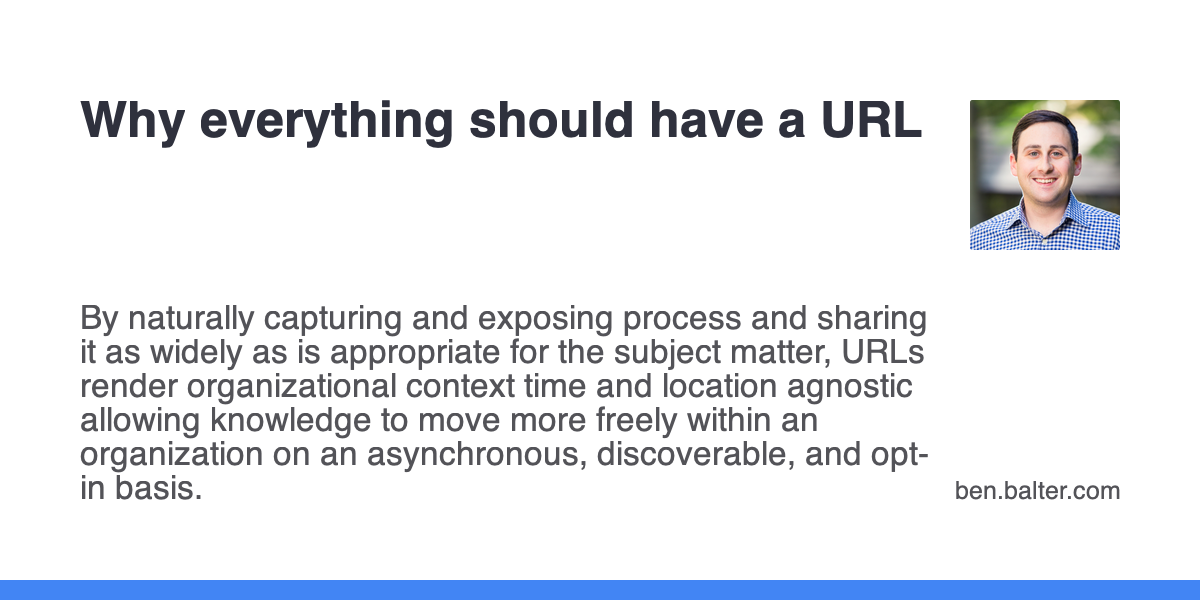 Why everything should have a URL
By naturally capturing and exposing process and sharing
it as widely as is appropriate for the subject matter, URLs
render organizational context time and location agnostic
allowing knowledge to move more freely within an
organization on an asynchronous, discoverable, and opt-
in basis.
ben.balter.com